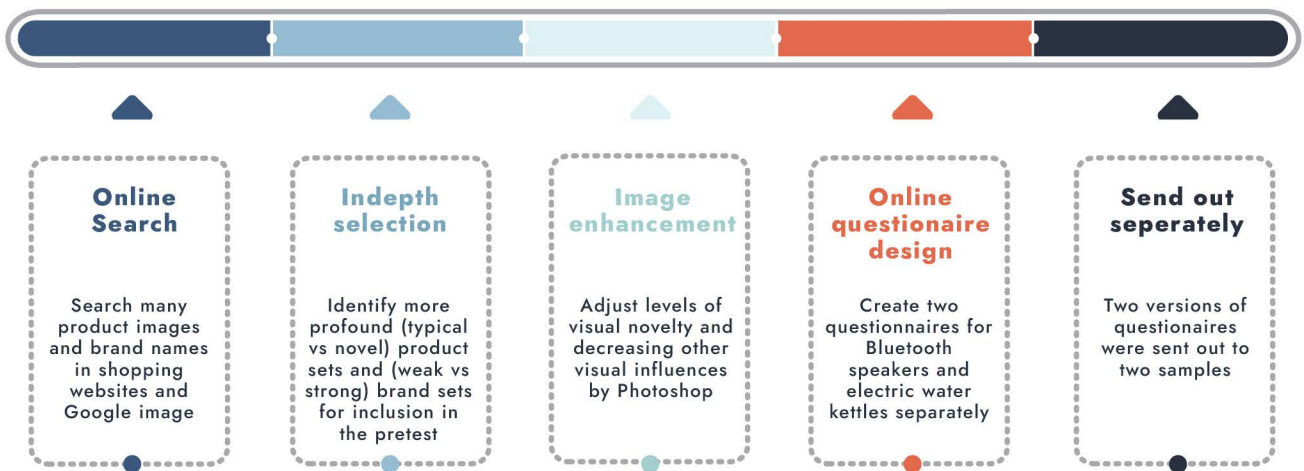 Online
Search
Search many
product images
and brand names
in shopping
websites and
Google image
Indepth
selection
Identify more
profound (typical
vs novel) product
sets and (weak vs
strong) brand sets
for inclusion in
the pretest
Image
enhancement
Adjust levels of
visual novelty and
decreasing other
visual influences
by Photoshop
Online
questionaire
design
Create two
questionnaires for
Bluetooth
speakers and
electric water
kettles separately
Send out
seperately
Two versions of
questionaires
were sent out to
two samples